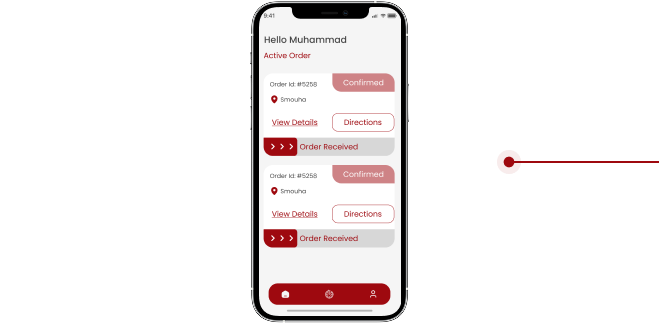 9:41
Hello Muhammad
Active Order
Order Id: #5258
Confirmed
Smouha
View Details
Directions
Order Received
Order Id: #5258
Confirmed
Smouha
View Details
Directions
Order Received